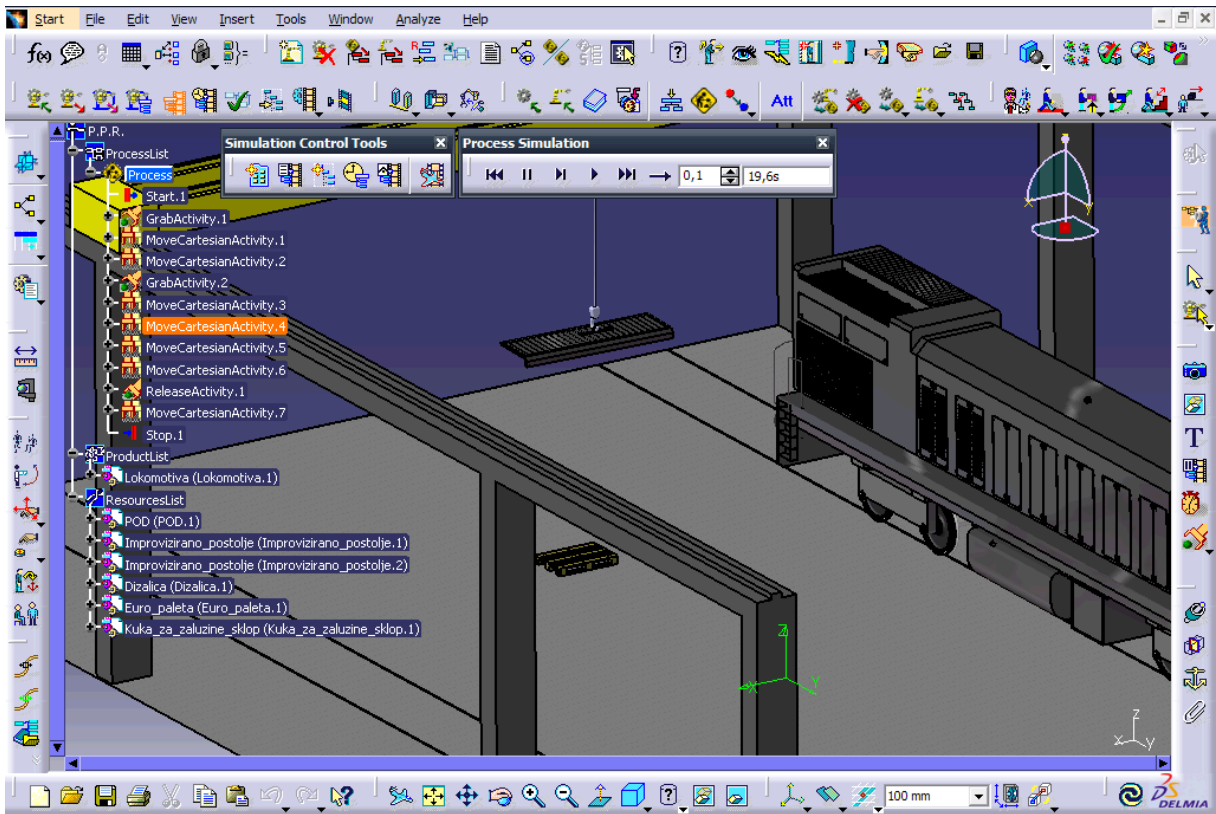 Start File Edit View Insert Tools Window Analyze Help
f(x)
Att
P.P.R.
ProcessList
Process
Start.1
GrabActivity.1
MoveCartesianActivity.1
MoveCartesianActivity.2
GrabActivity.2
MoveCartesianActivity.3
MoveCartesianActivity.4
MoveCartesianActivity.5
MoveCartesianActivity.6
ReleaseActivity.1
MoveCartesianActivity.7
Stop.1
ProductList
Lokomotiva (Lokomotiva.1)
ResourcesList
POD (POD.1)
Improvizirano_postolje (Improvizirano_postolje.1)
Improvizirano_postolje (Improvizirano_postolje.2)
Dizalica (Dizalica.1)
Euro_paleta (Euro_paleta.1)
Kuka_za_zaluzine_sklop (Kuka_za_zaluzine_sklop.1)
Simulation Control Tools
Process Simulation
0,1 19,6s
x y
z
x y
z
x y
T
100 mm
DELMIA